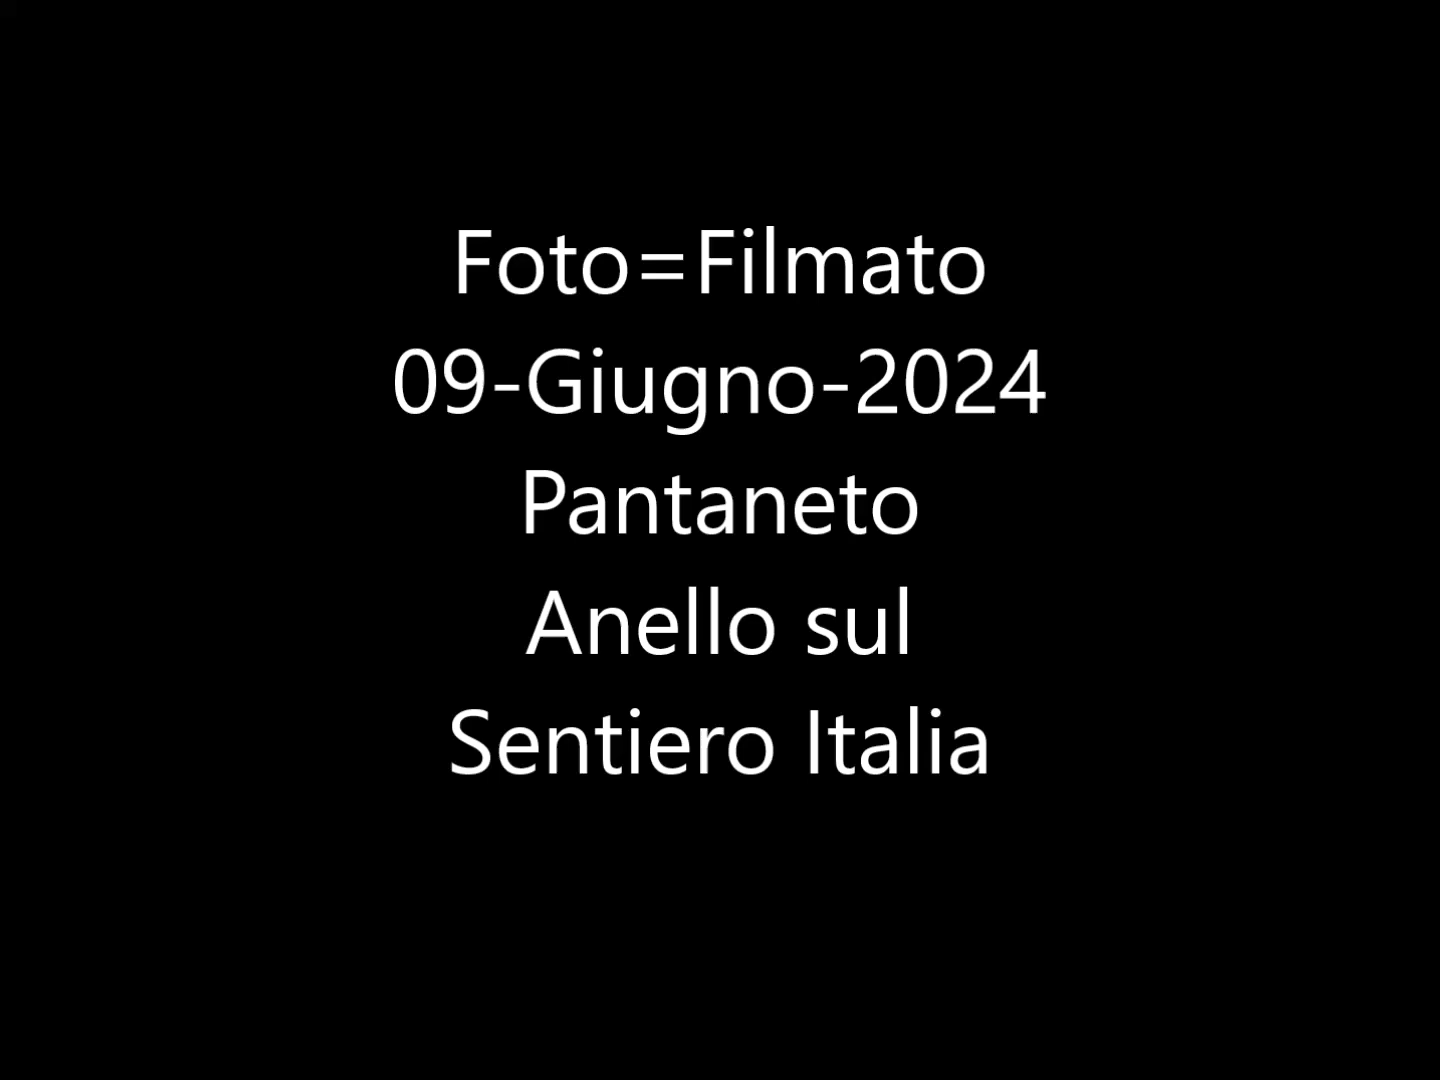 Foto=Filmato
09-Giugno-2024
Pantaneto
Anello sul
Sentiero Italia